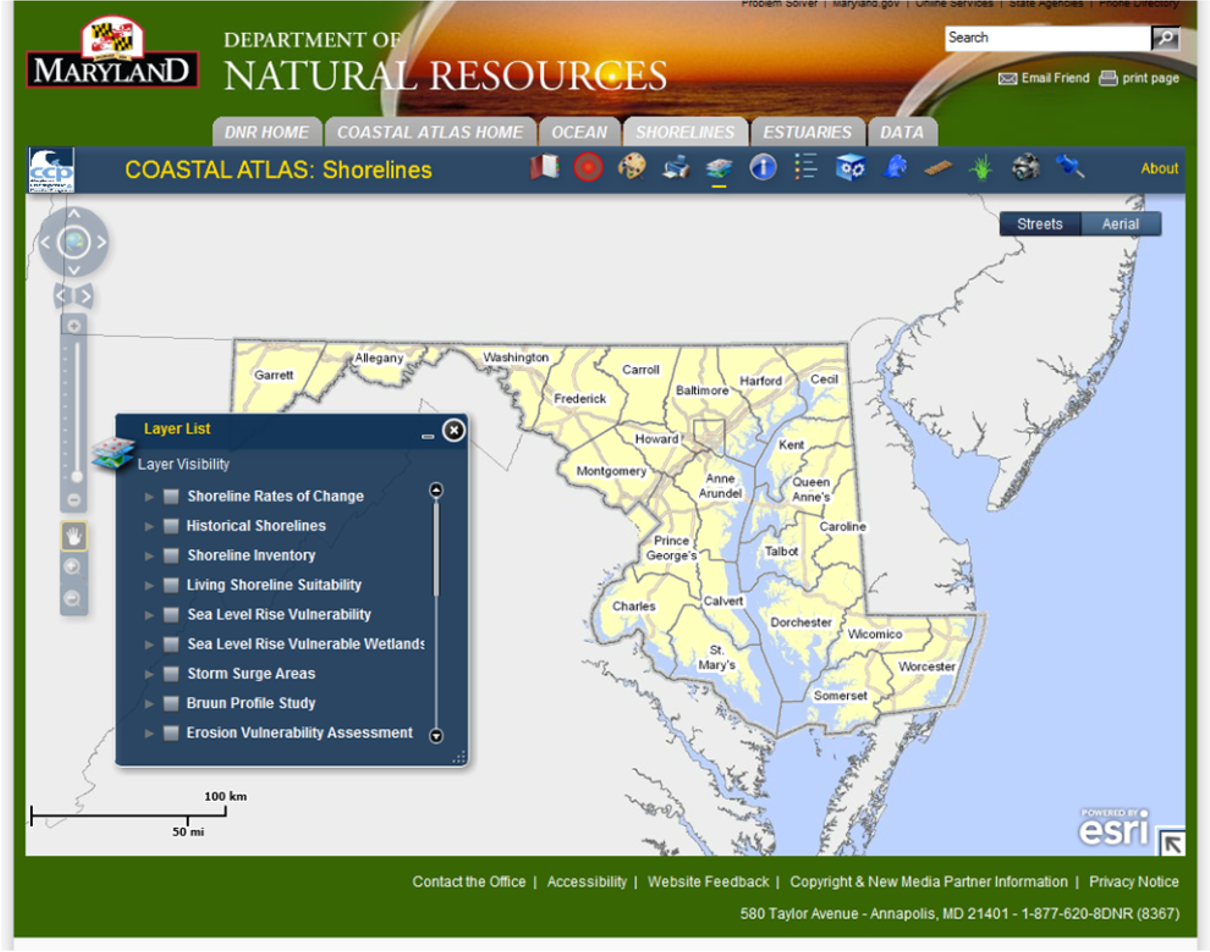 Problem Solver | Maryland.gov | Online Services | State Agencies | Phone Directory
MARYLAND
DEPARTMENT OF
NATURAL RESOURCES
Search
Email Friend print page
DNR HOME COASTAL ATLAS HOME OCEAN SHORELINES ESTUARIES DATA
ccp
COASTAL ATLAS: Shorelines
About
Streets Aerial
Garrett
Allegany
Washington
Frederick
Carroll
Baltimore
Harford
Cecil
Howard
Kent
Montgomery
Anne
Arundel
Queen
Anne's
Caroline
Prince
George's
Talbot
Charles
Calvert
Dorchester
Wicomico
St.
Mary's
Worcester
Somerset
Layer List
Layer Visibility
Shoreline Rates of Change
Historical Shorelines
Shoreline Inventory
Living Shoreline Suitability
Sea Level Rise Vulnerability
Sea Level Rise Vulnerable Wetlands
Storm Surge Areas
Bruun Profile Study
Erosion Vulnerability Assessment
100 km
50 mi
POWERED BY
esri
Contact the Office | Accessibility | Website Feedback | Copyright & New Media Partner Information | Privacy Notice
580 Taylor Avenue - Annapolis, MD 21401 - 1-877-620-8DNR (8367)